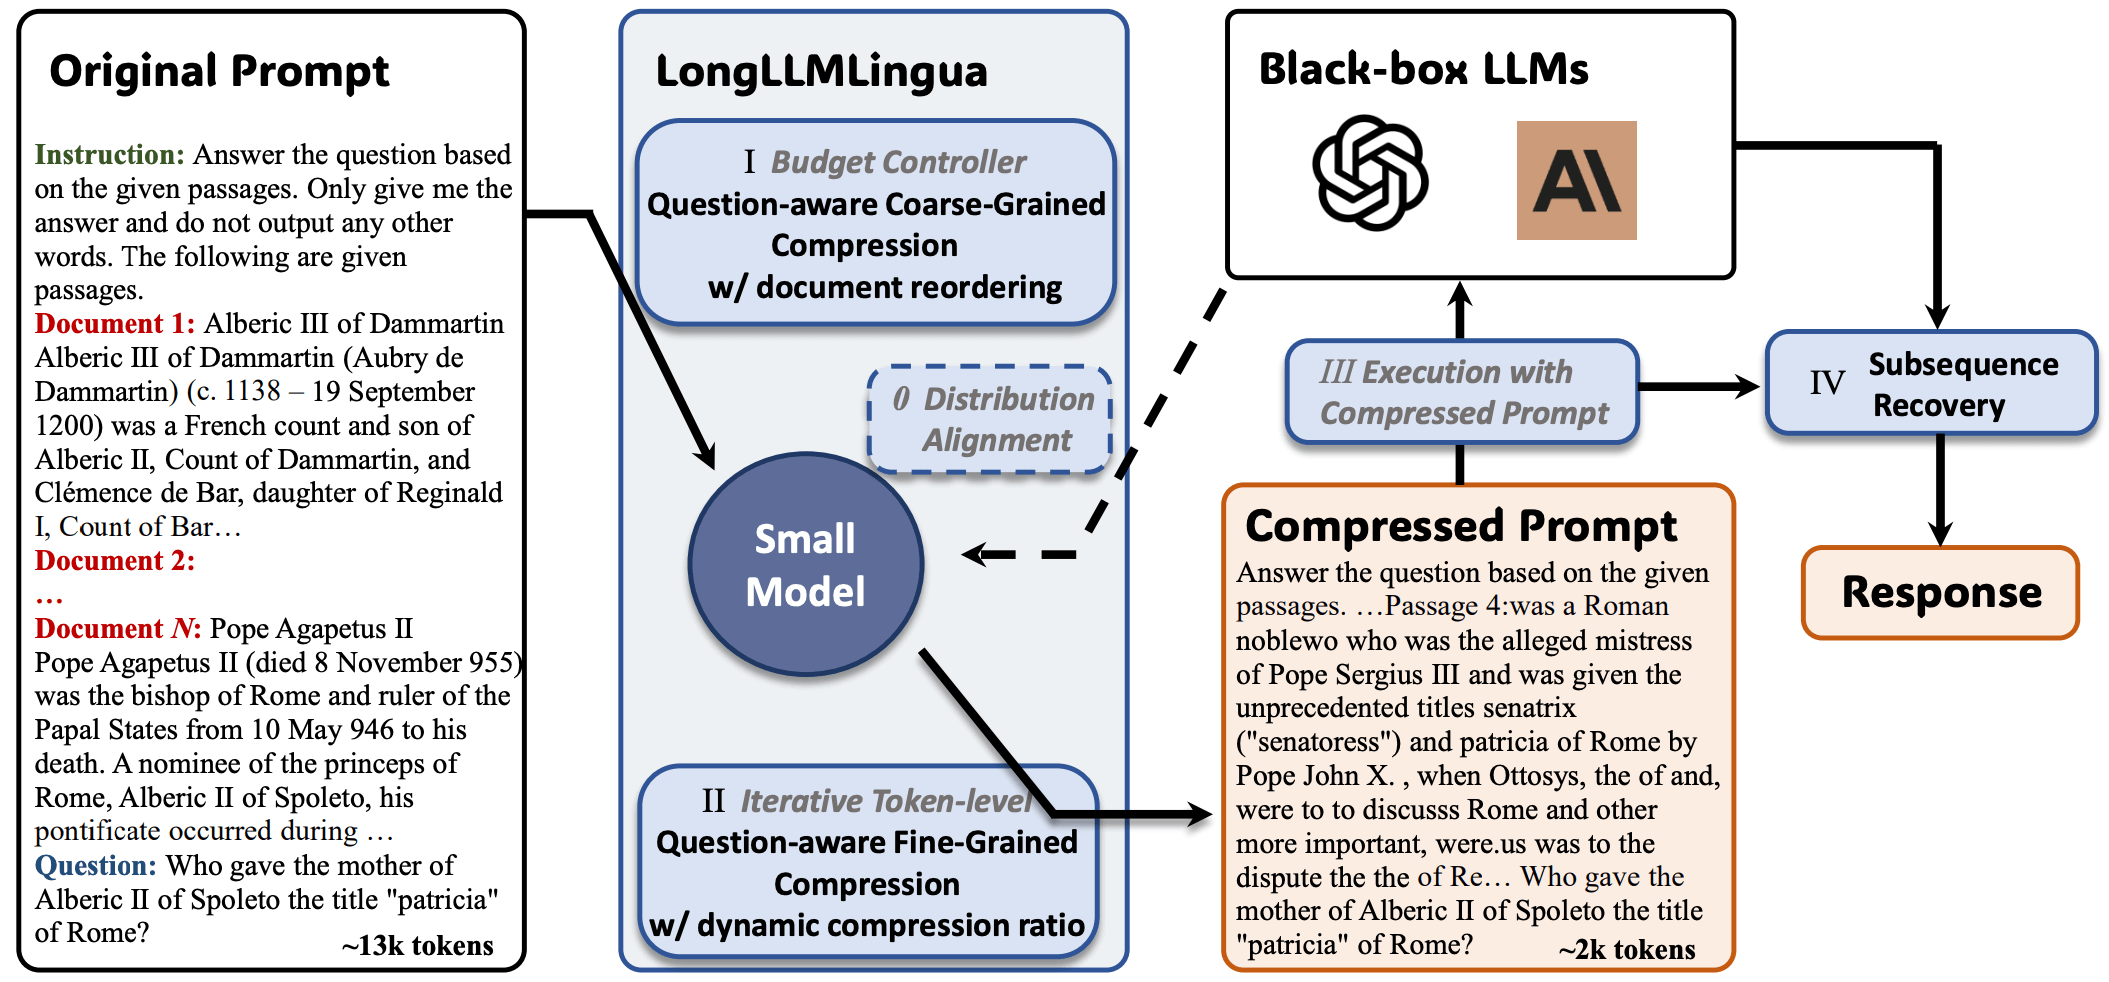 Original Prompt
Instruction: Answer the question based
on the given passages. Only give me the
answer and do not output any other
words. The following are given
passages.
Document 1: Alberic III of Dammartin
Alberic III of Dammartin (Aubry de
Dammartin) (c. 1138 – 19 September
1200) was a French count and son of
Alberic II, Count of Dammartin, and
Clémence de Bar, daughter of Reginald
I, Count of Bar…
Document 2:
…
Document N: Pope Agapetus II
Pope Agapetus II (died 8 November 955)
was the bishop of Rome and ruler of the
Papal States from 10 May 946 to his
death. A nominee of the princeps of
Rome, Alberic II of Spoleto, his
pontificate occurred during …
Question: Who gave the mother of
Alberic II of Spoleto the title "patricia"
of Rome?
~13k tokens
LongLLMLingua
I Budget Controller
Question-aware Coarse-Grained
Compression
w/ document reordering
0 Distribution
Alignment
Small
Model
II Iterative Token-level
Question-aware Fine-Grained
Compression
w/ dynamic compression ratio
Black-box LLMs
AI
III Execution with
Compressed Prompt
Compressed Prompt
Answer the question based on the given
passages. …Passage 4:was a Roman
noblewo who was the alleged mistress
of Pope Sergius III and was given the
unprecedented titles senatrix
("senatoress") and patricia of Rome by
Pope John X. , when Ottosys, the of and,
were to to discusss Rome and other
more important, were.us was to the
dispute the the of Re… Who gave the
mother of Alberic II of Spoleto the title
"patricia" of Rome?
~2k tokens
IV Subsequence
Recovery
Response